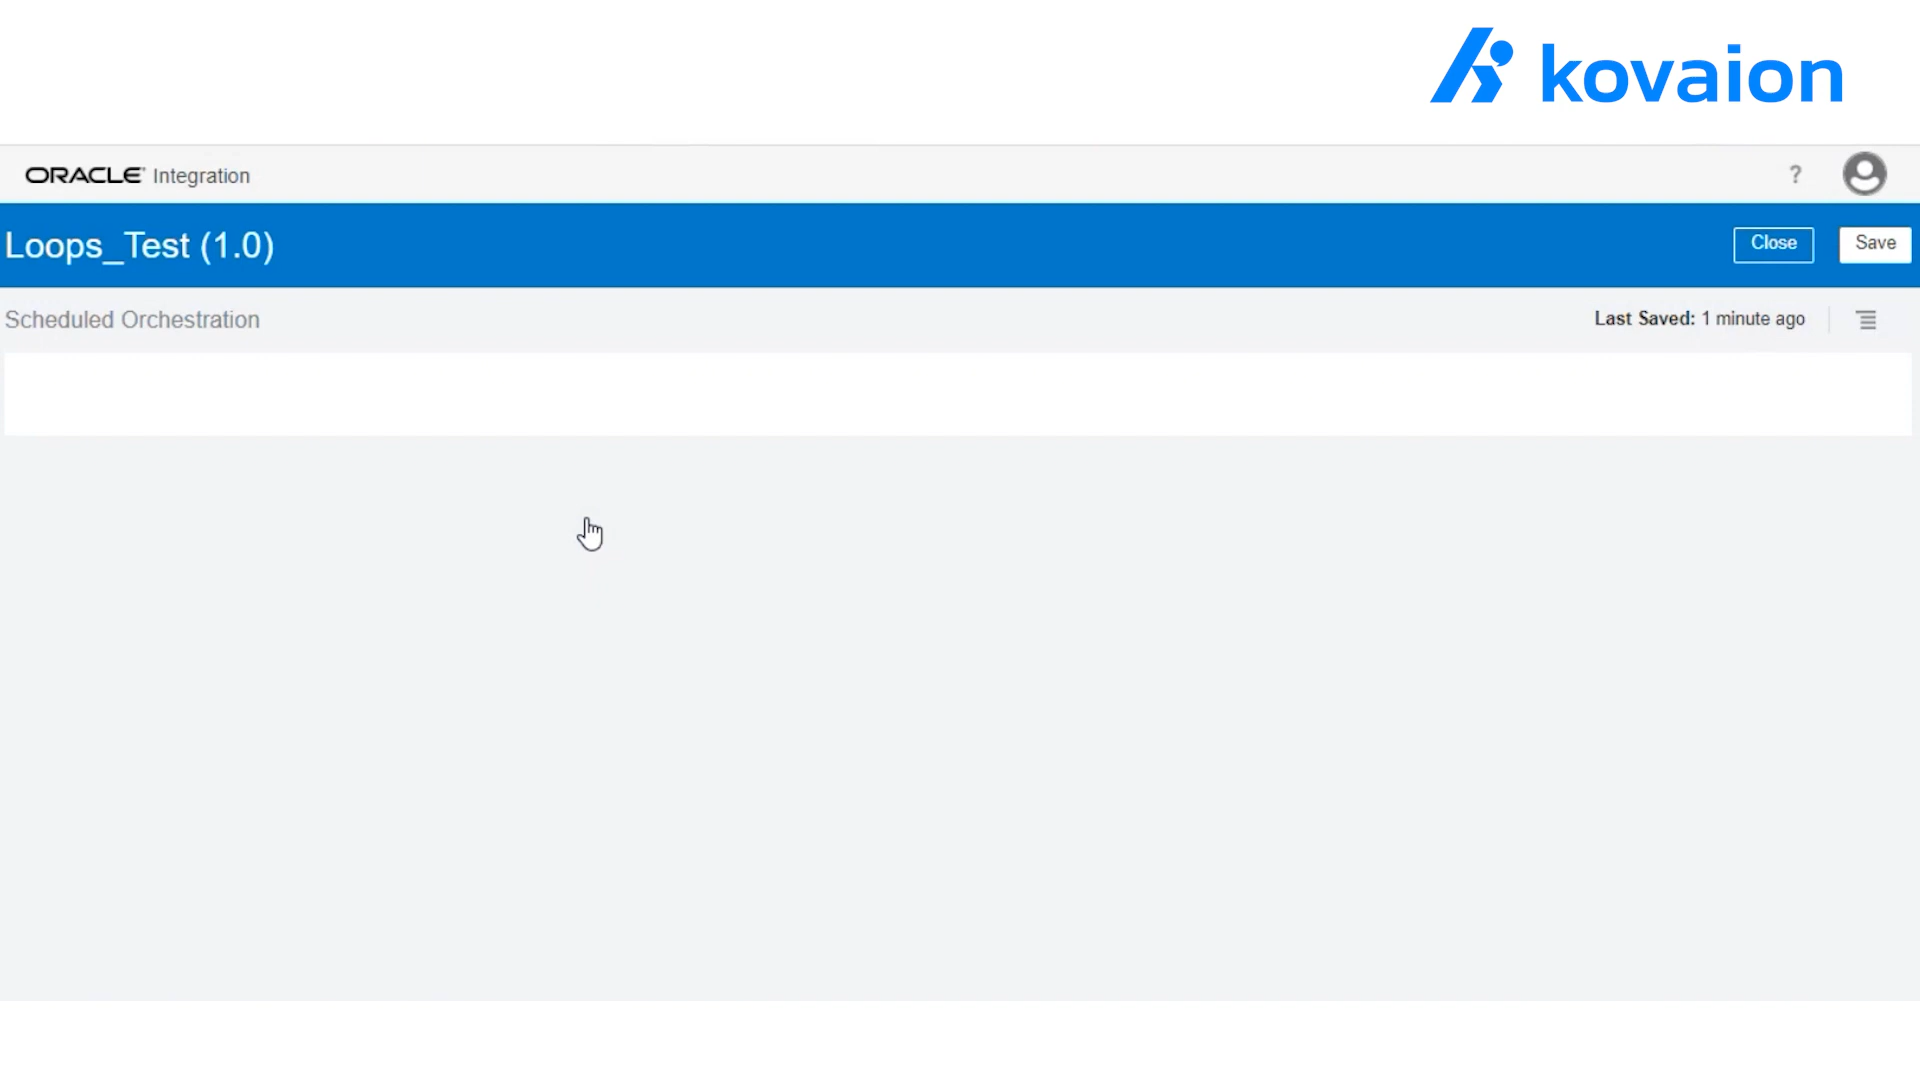 kovaion
ORACLE Integration
?
Loops_Test (1.0)
Close
Save
Scheduled Orchestration
Last Saved: 1 minute ago